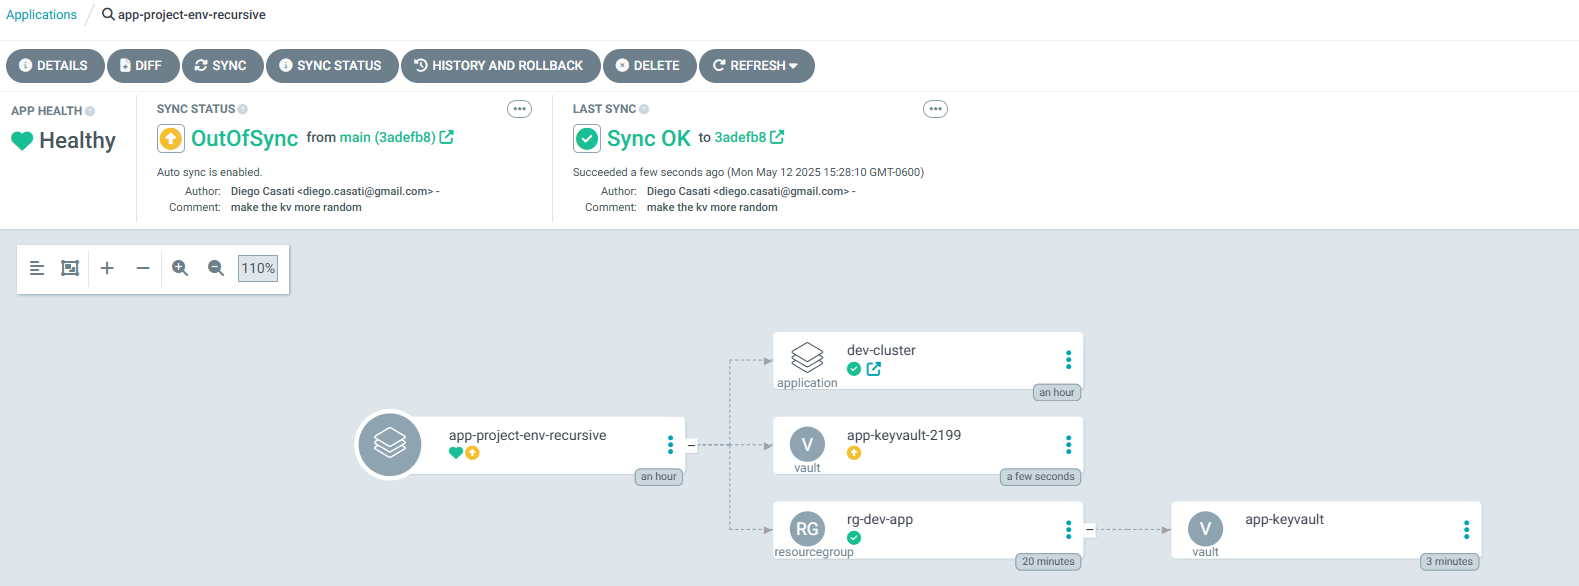 Applications / app-project-env-recursive
DETAILS DIFF SYNC SYNC STATUS HISTORY AND ROLLBACK DELETE REFRESH
APP HEALTH
Healthy
SYNC STATUS
OutOfSync from main (3adefb8)
Auto sync is enabled.
Author: Diego Casati <diego.casati@gmail.com> -
Comment: make the kv more random
LAST SYNC
Sync OK to 3adefb8
Succeeded a few seconds ago (Mon May 12 2025 15:28:10 GMT-0600)
Author: Diego Casati <diego.casati@gmail.com> -
Comment: make the kv more random
110%
app-project-env-recursive
an hour
dev-cluster
application
an hour
V
app-keyvault-2199
vault
a few seconds
RG
rg-dev-app
resourcegroup
20 minutes
V
app-keyvault
vault
3 minutes